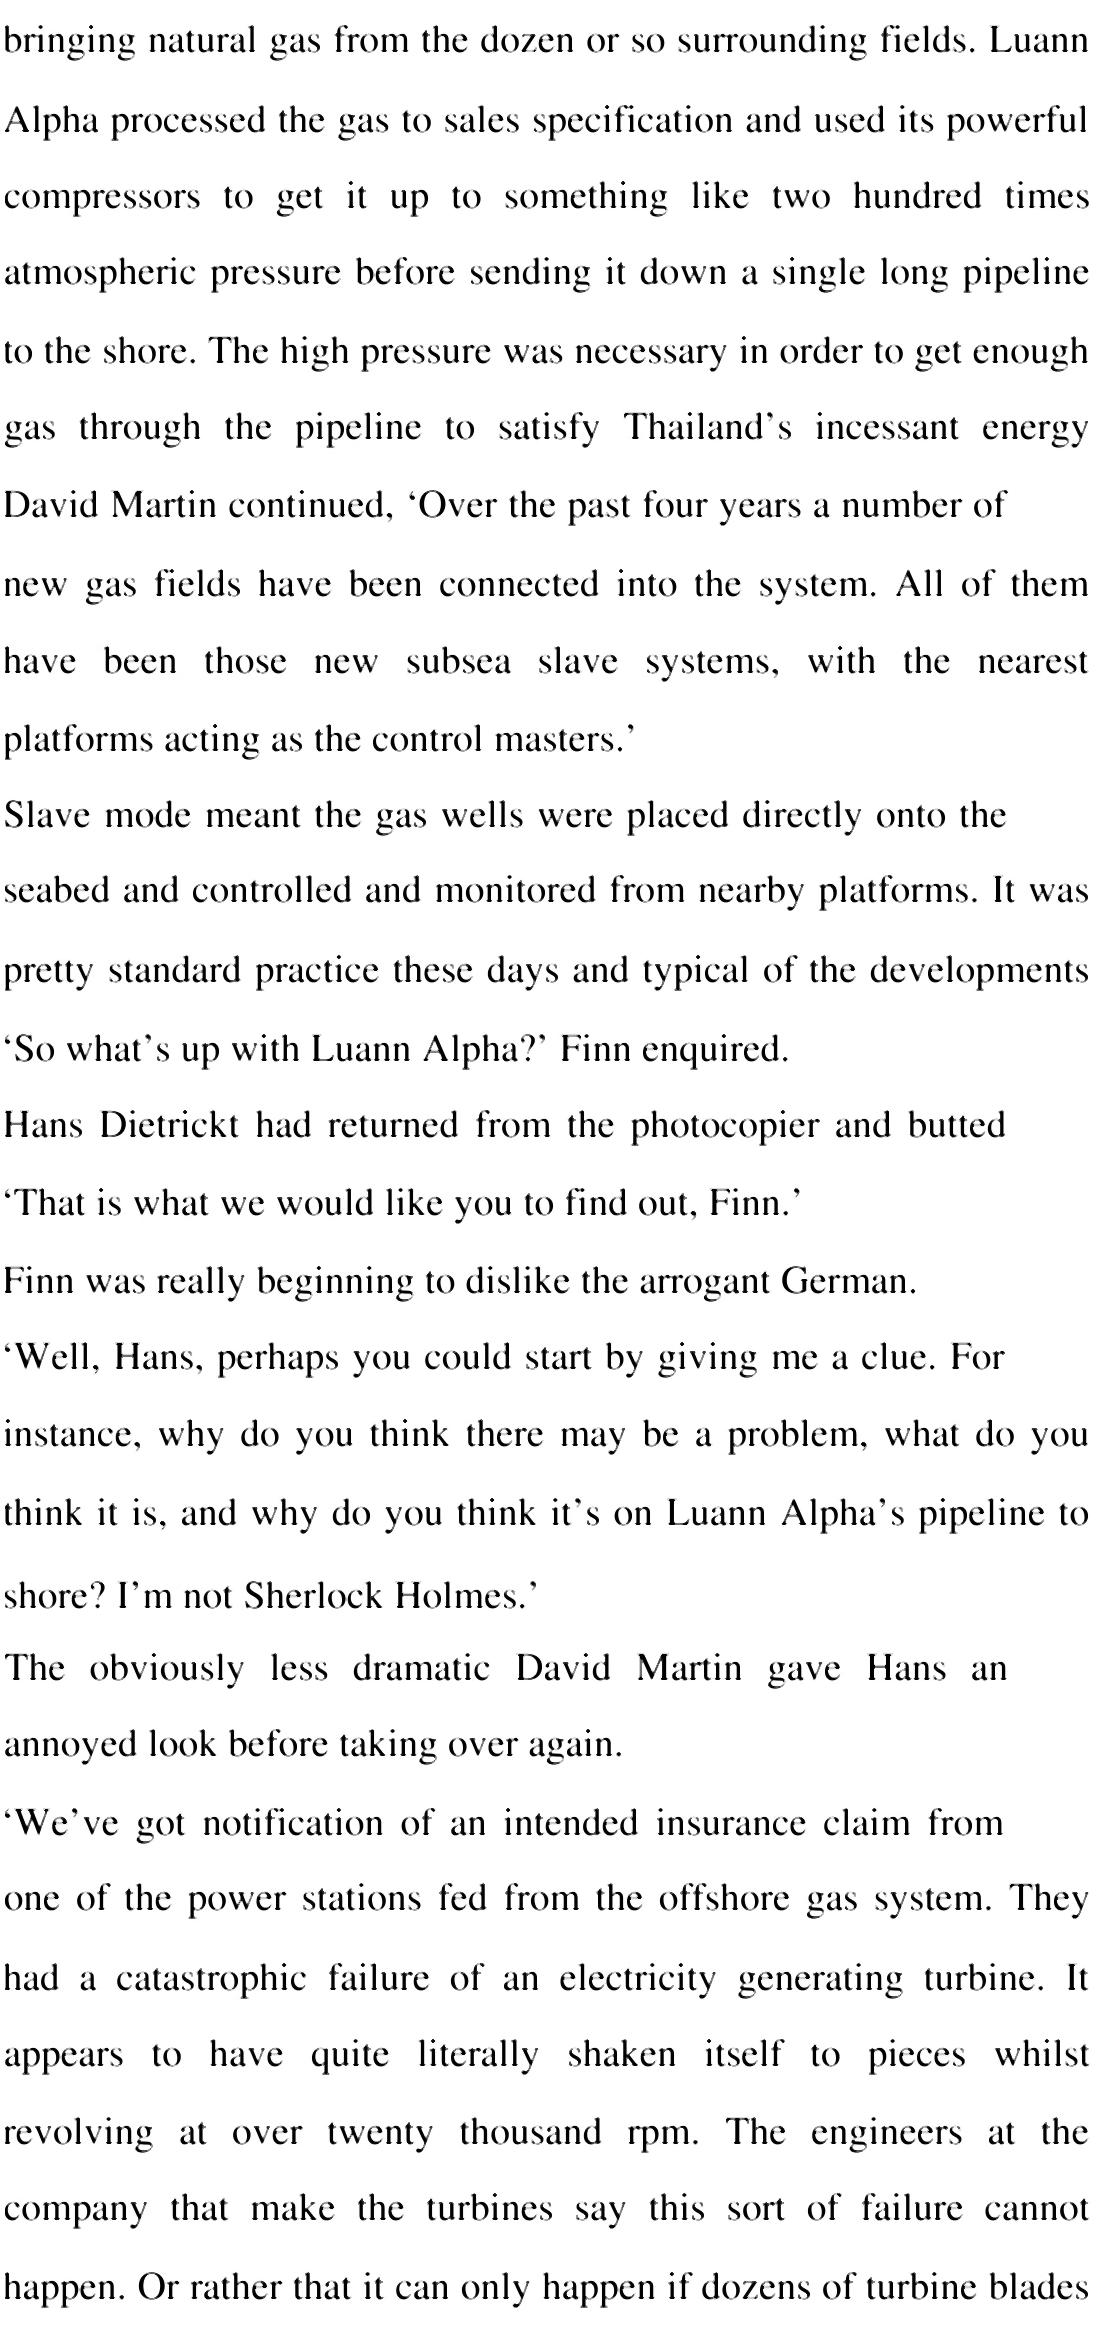 bringing natural gas from the dozen or so surrounding fields. Luann
Alpha processed the gas to sales specification and used its powerful
compressors to get it up to something like two hundred times
atmospheric pressure before sending it down a single long pipeline
to the shore. The high pressure was necessary in order to get enough
gas through the pipeline to satisfy Thailand’s incessant energy
David Martin continued, ‘Over the past four years a number of
new gas fields have been connected into the system. All of them
have been those new subsea slave systems, with the nearest
platforms acting as the control masters.’
Slave mode meant the gas wells were placed directly onto the
seabed and controlled and monitored from nearby platforms. It was
pretty standard practice these days and typical of the developments
‘So what’s up with Luann Alpha?’ Finn enquired.
Hans Dietrickt had returned from the photocopier and butted
‘That is what we would like you to find out, Finn.’
Finn was really beginning to dislike the arrogant German.
‘Well, Hans, perhaps you could start by giving me a clue. For
instance, why do you think there may be a problem, what do you
think it is, and why do you think it’s on Luann Alpha’s pipeline to
shore? I’m not Sherlock Holmes.’
The obviously less dramatic David Martin gave Hans an
annoyed look before taking over again.
‘We’ve got notification of an intended insurance claim from
one of the power stations fed from the offshore gas system. They
had a catastrophic failure of an electricity generating turbine. It
appears to have quite literally shaken itself to pieces whilst
revolving at over twenty thousand rpm. The engineers at the
company that make the turbines say this sort of failure cannot
happen. Or rather that it can only happen if dozens of turbine blades